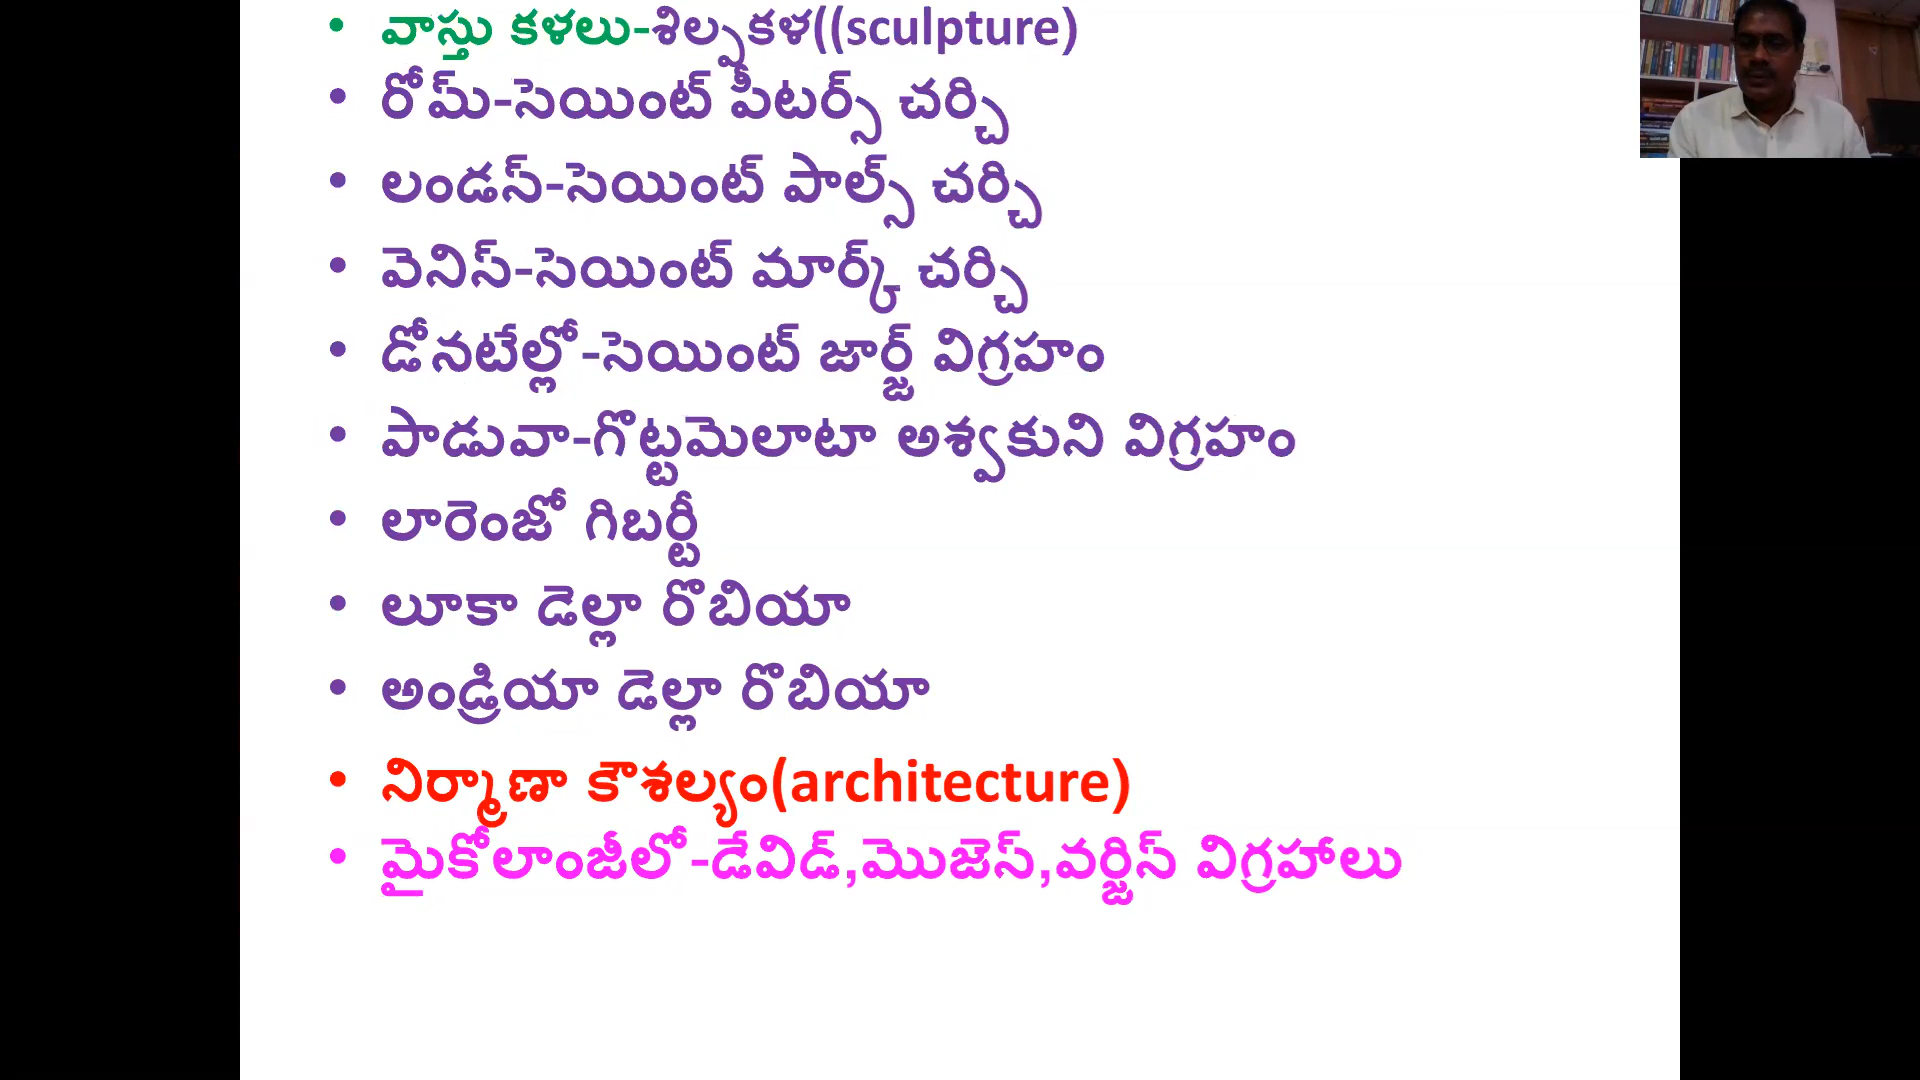 • వాస్తు కళలు-శిల్పకళ((sculpture)
• రోమ్-సెయింట్ పీటర్స్ చర్చి
• లండన్-సెయింట్ పాల్స్ చర్చి
• వెనిస్-సెయింట్ మార్క్ చర్చి
• డోనటేల్లో-సెయింట్ జార్జ్ విగ్రహం
• పాడువా-గొట్టమెలాటా అశ్వకుని విగ్రహం
• లారెంజో గిబర్టీ
• లూకా డెల్లా రొబియా
• అండ్రియా డెల్లా రొబియా
• నిర్మాణా కౌశల్యం(architecture)
• మైకోలాంజీలో-డేవిడ్,మొజెస్,వర్జిన్ విగ్రహాలు